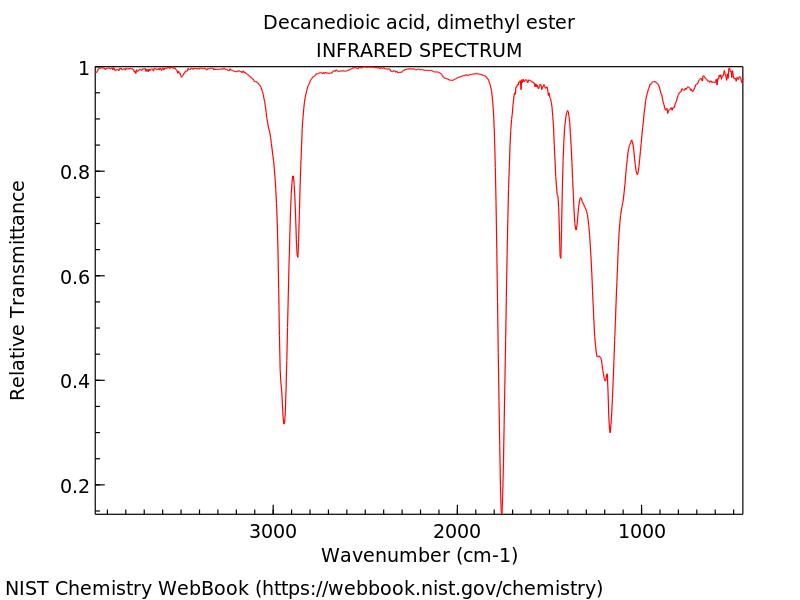 Decanedioic acid, dimethyl ester
INFRARED SPECTRUM
1
0.8
0.6
0.4
0.2
Relative Transmittance
3000 2000 1000
Wavenumber (cm-1)
NIST Chemistry WebBook (https://webbook.nist.gov/chemistry)